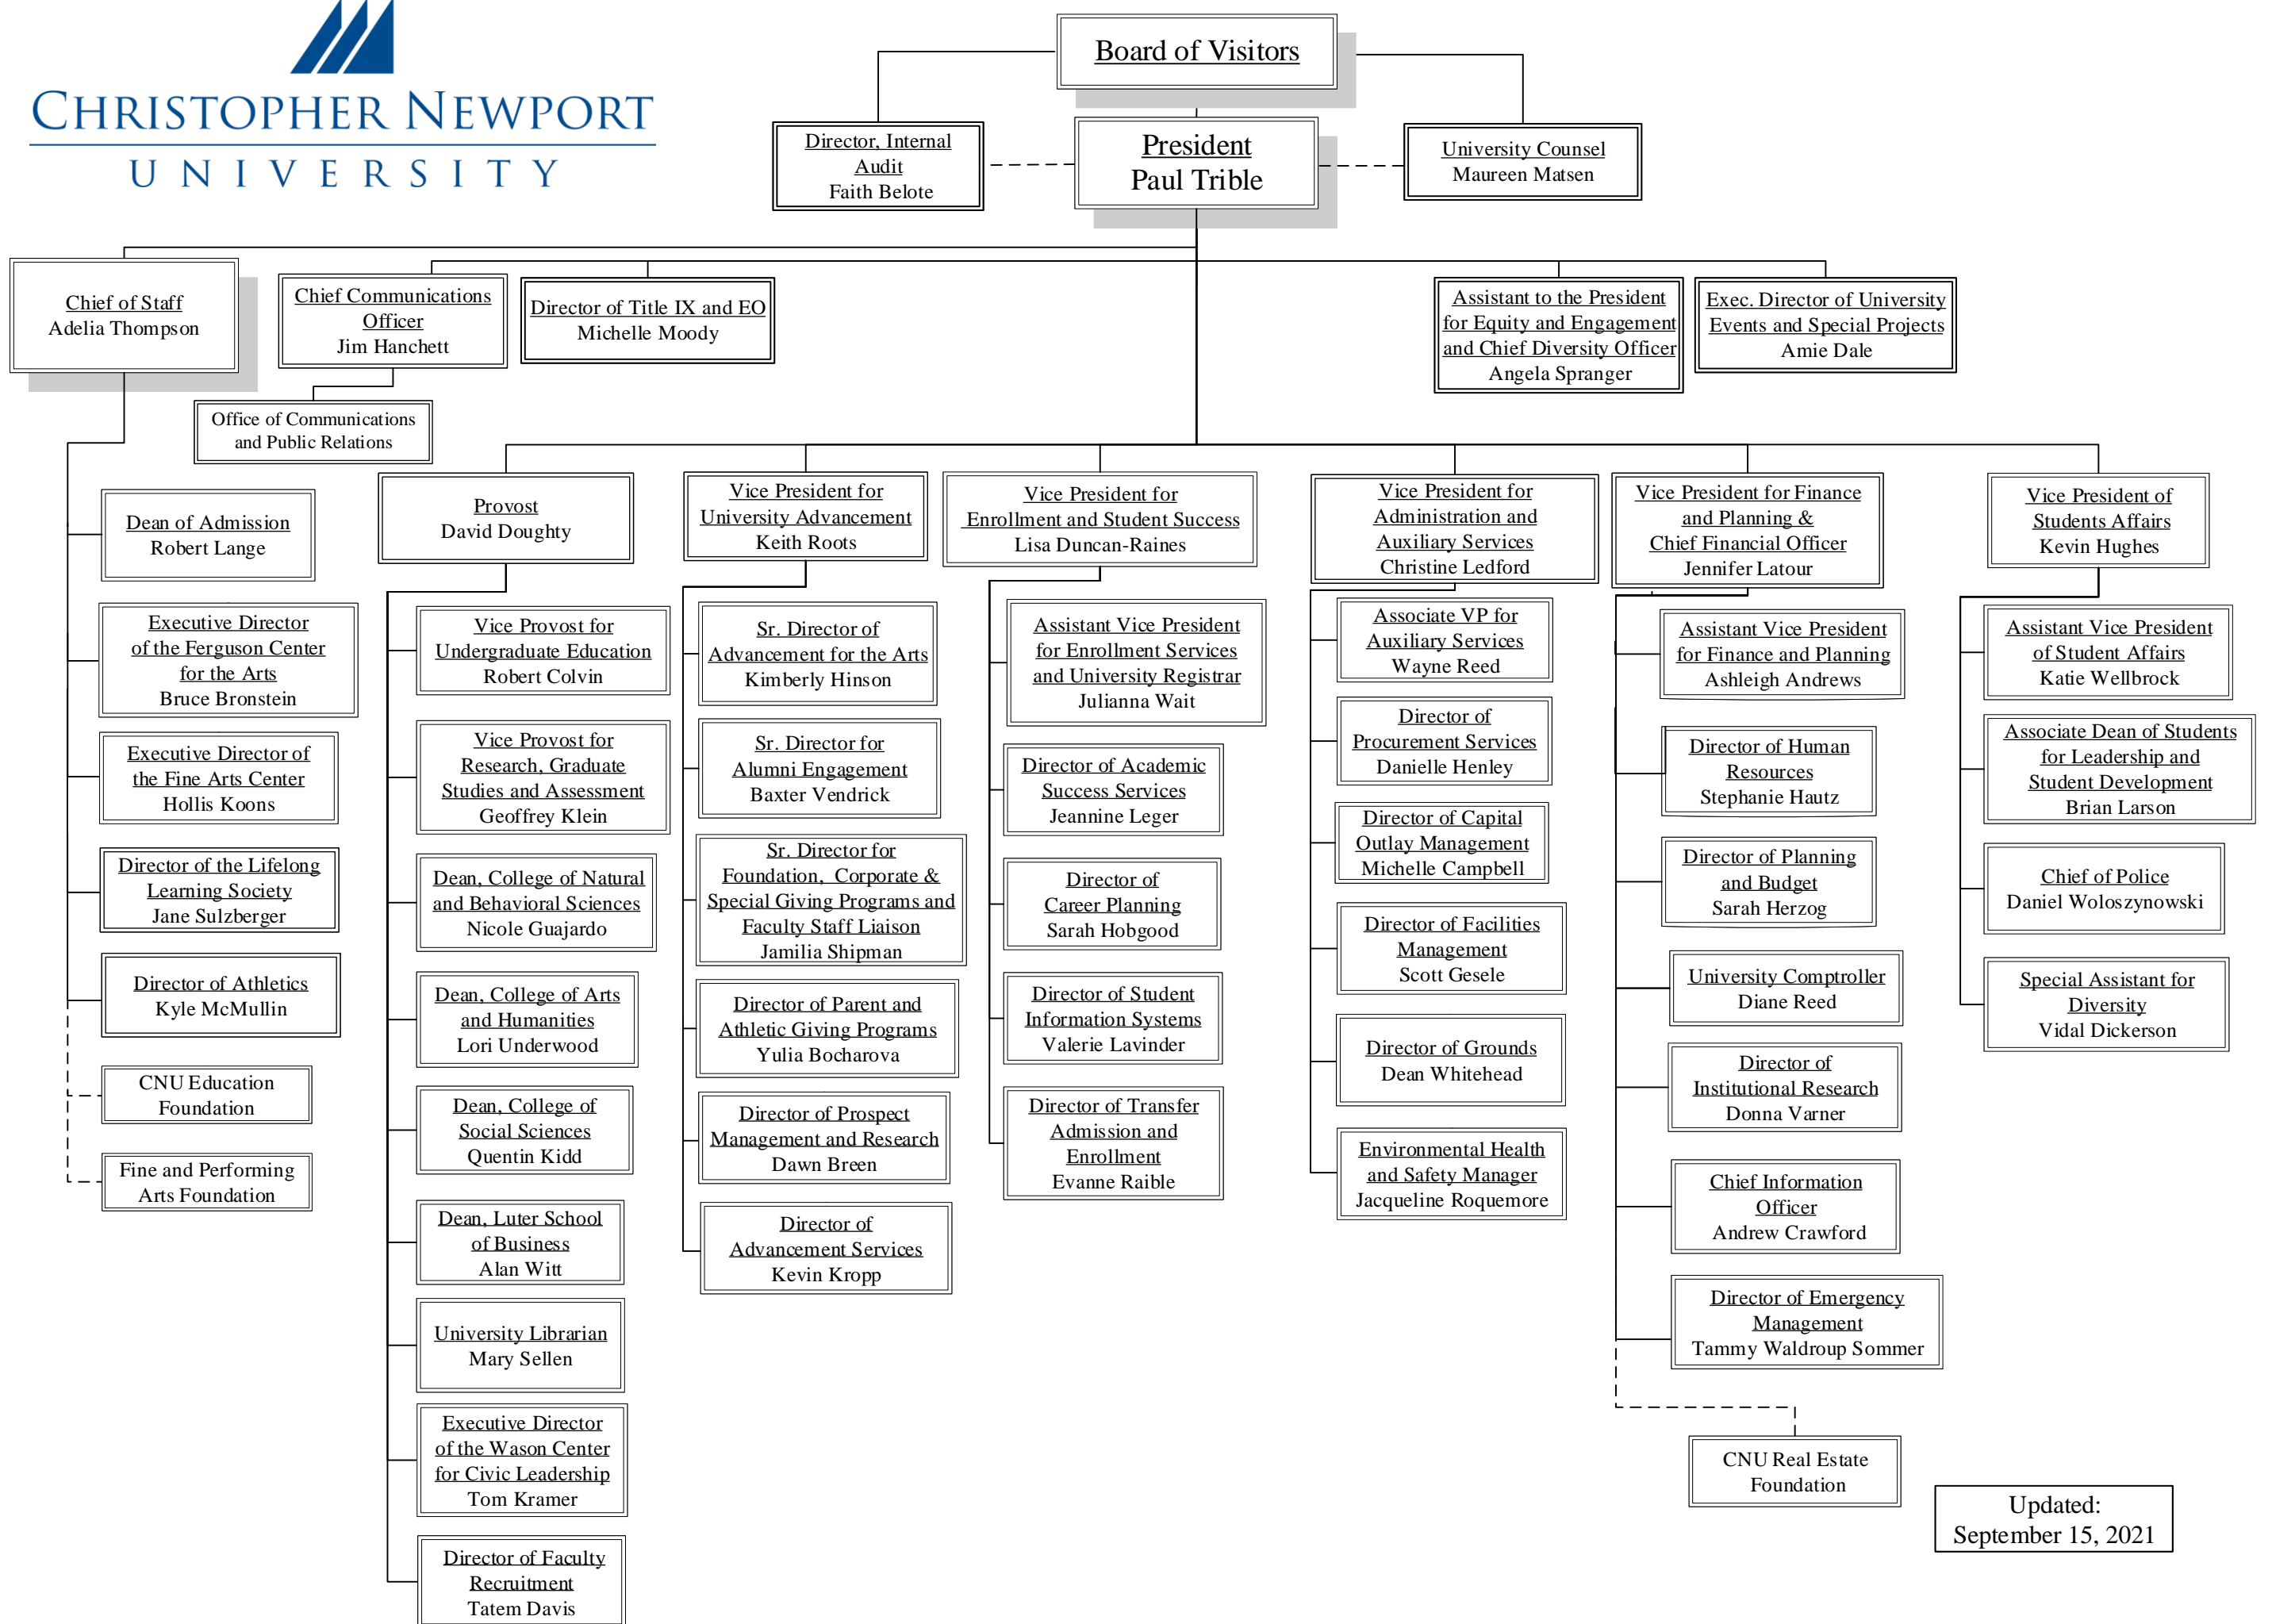 CHRISTOPHER NEWPORT
UNIVERSITY
Board of Visitors
Director, Internal
Audit
Faith Belote
President
Paul Trible
University Counsel
Maureen Matsen
Chief of Staff
Adelia Thompson
Chief Communications
Officer
Jim Hanchett
Director of Title IX and EO
Michelle Moody
Assistant to the President
for Equity and Engagement
and Chief Diversity Officer
Angela Spranger
Exec. Director of University
Events and Special Projects
Amie Dale
Office of Communications
and Public Relations
Dean of Admission
Robert Lange
Executive Director
of the Ferguson Center
for the Arts
Bruce Bronstein
Executive Director of
the Fine Arts Center
Hollis Koons
Director of the Lifelong
Learning Society
Jane Sulzberger
Director of Athletics
Kyle McMullin
CNU Education
Foundation
Fine and Performing
Arts Foundation
Provost
David Doughty
Vice Provost for
Undergraduate Education
Robert Colvin
Vice Provost for
Research, Graduate
Studies and Assessment
Geoffrey Klein
Dean, College of Natural
and Behavioral Sciences
Nicole Guajardo
Dean, College of Arts
and Humanities
Lori Underwood
Dean, College of
Social Sciences
Quentin Kidd
Dean, Luter School
of Business
Alan Witt
University Librarian
Mary Sellen
Executive Director
of the Wason Center
for Civic Leadership
Tom Kramer
Director of Faculty
Recruitment
Tatem Davis
Vice President for
University Advancement
Keith Roots
Sr. Director of
Advancement for the Arts
Kimberly Hinson
Sr. Director for
Alumni Engagement
Baxter Vendrick
Sr. Director for
Foundation, Corporate &
Special Giving Programs and
Faculty Staff Liaison
Jamilia Shipman
Director of Parent and
Athletic Giving Programs
Yulia Bocharova
Director of Prospect
Management and Research
Dawn Breen
Director of
Advancement Services
Kevin Kropp
Vice President for
Enrollment and Student Success
Lisa Duncan-Raines
Assistant Vice President
for Enrollment Services
and University Registrar
Julianna Wait
Director of Academic
Success Services
Jeannine Leger
Director of
Career Planning
Sarah Hobgood
Director of Student
Information Systems
Valerie Lavinder
Director of Transfer
Admission and
Enrollment
Evanne Raible
Vice President for
Administration and
Auxiliary Services
Christine Ledford
Associate VP for
Auxiliary Services
Wayne Reed
Director of
Procurement Services
Danielle Henley
Director of Capital
Outlay Management
Michelle Campbell
Director of Facilities
Management
Scott Gesele
Director of Grounds
Dean Whitehead
Environmental Health
and Safety Manager
Jacqueline Roquemore
Vice President for Finance
and Planning &
Chief Financial Officer
Jennifer Latour
Assistant Vice President
for Finance and Planning
Ashleigh Andrews
Director of Human
Resources
Stephanie Hautz
Director of Planning
and Budget
Sarah Herzog
University Comptroller
Diane Reed
Director of
Institutional Research
Donna Varner
Chief Information
Officer
Andrew Crawford
Director of Emergency
Management
Tammy Waldroup Sommer
CNU Real Estate
Foundation
Vice President of
Students Affairs
Kevin Hughes
Assistant Vice President
of Student Affairs
Katie Wellbrock
Associate Dean of Students
for Leadership and
Student Development
Brian Larson
Chief of Police
Daniel Woloszynowski
Special Assistant for
Diversity
Vidal Dickerson
Updated:
September 15, 2021